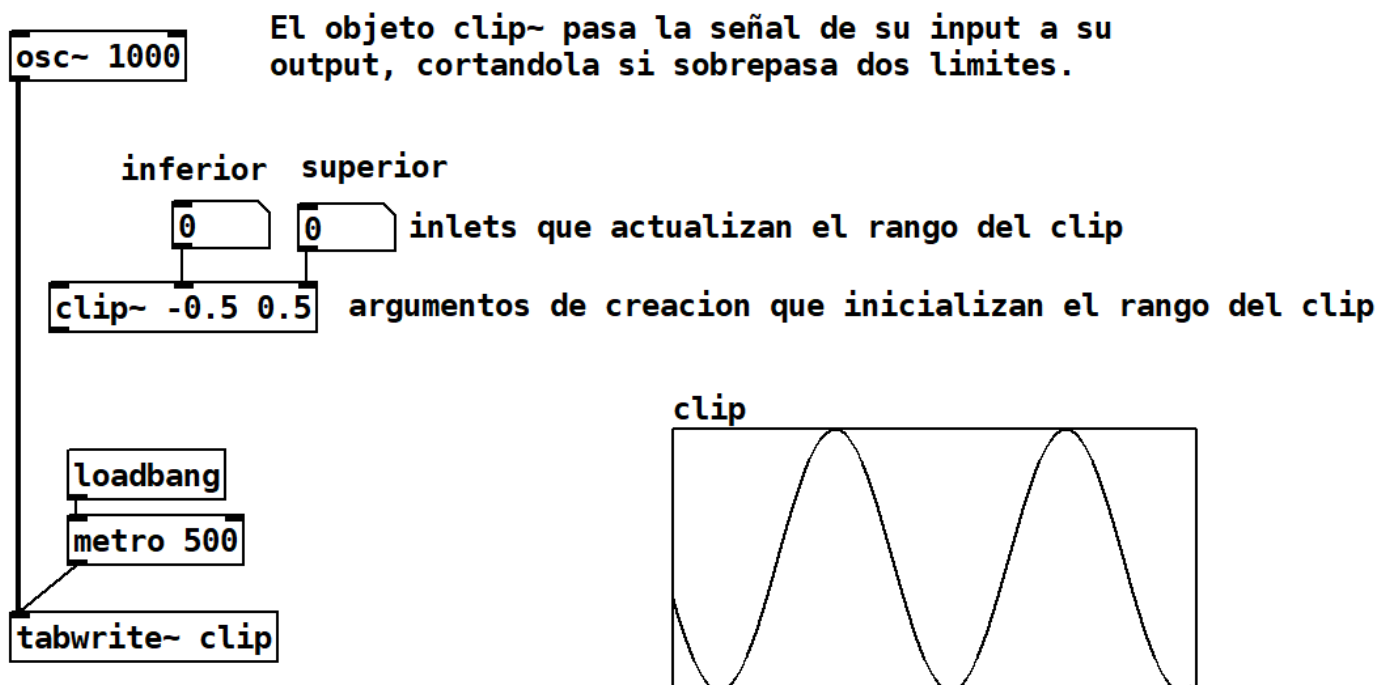 El objeto clip~ pasa la señal de su input a su
output, cortandola si sobrepasa dos limites.
osc~ 1000
inferior
superior
0
0
inlets que actualizan el rango del clip
clip~ -0.5 0.5
argumentos de creacion que inicializan el rango del clip
clip
loadbang
metro 500
tabwrite~ clip